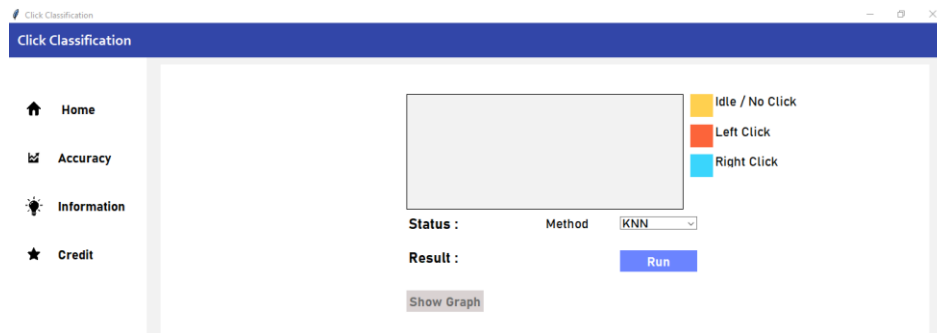 Click Classification
Click Classification
Home
Accuracy
Information
Credit
Idle / No Click
Left Click
Right Click
Status :
Method
KNN
Result :
Run
Show Graph